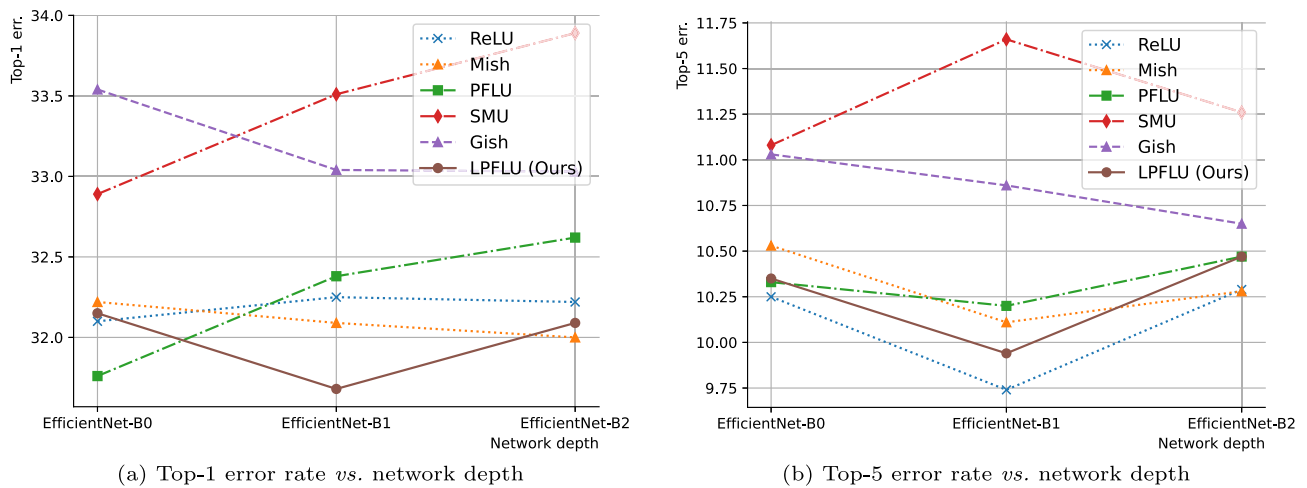 34.0
33.5
33.0
32.5
32.0
Top-1 err.
ReLU
Mish
PFLU
SMU
Gish
LPFLU (Ours)
EfficientNet-B0
EfficientNet-B1
EfficientNet-B2
Network depth
(a) Top-1 error rate vs. network depth
11.75
11.50
11.25
11.00
10.75
10.50
10.25
10.00
9.75
Top-5 err.
ReLU
Mish
PFLU
SMU
Gish
LPFLU (Ours)
EfficientNet-B0
EfficientNet-B1
EfficientNet-B2
Network depth
(b) Top-5 error rate vs. network depth